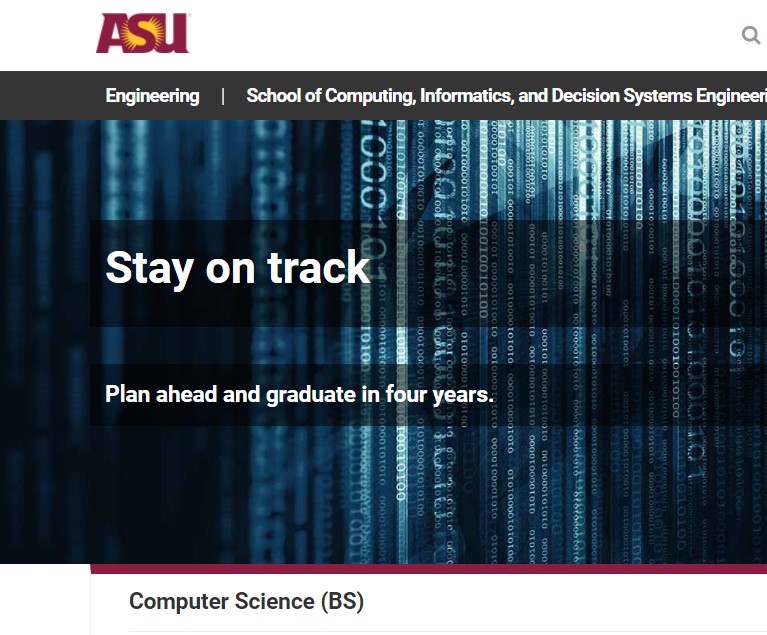 ASU
Engineering | School of Computing, Informatics, and Decision Systems Engineeri
Stay on track
Plan ahead and graduate in four years.
Computer Science (BS)